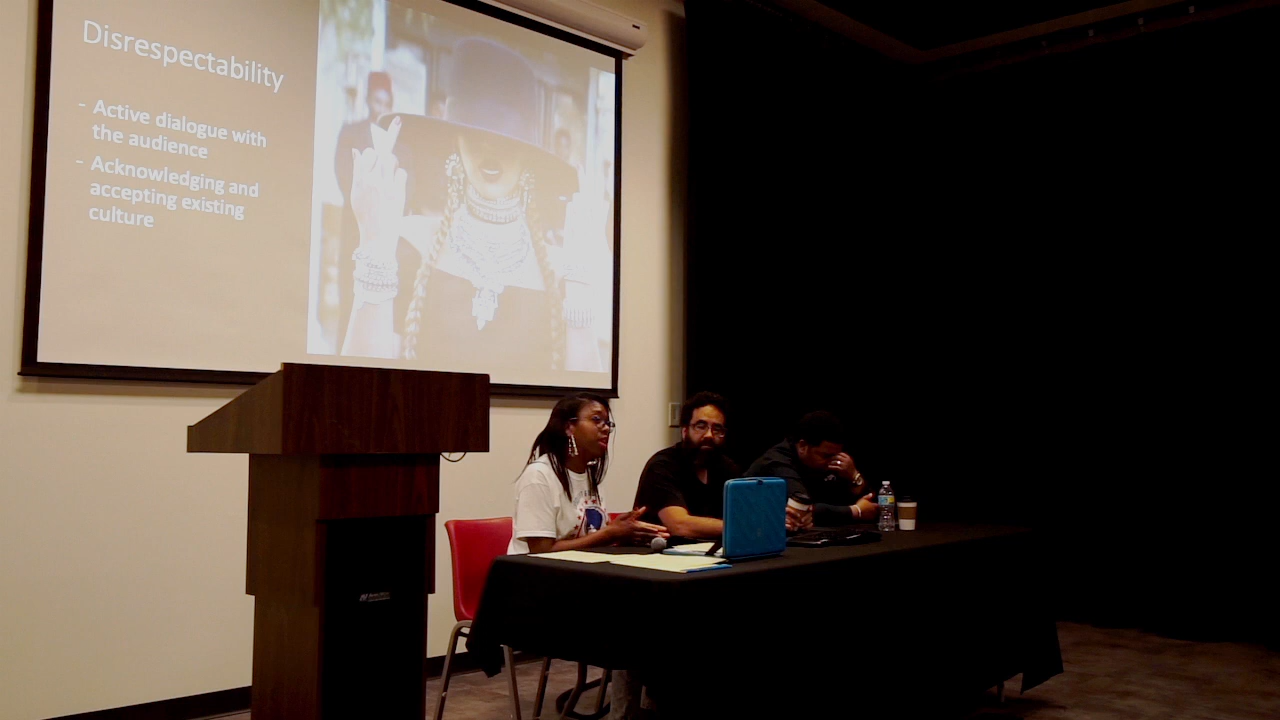 Disrespectability
- Active dialogue with
the audience
- Acknowledging and
accepting existing
culture